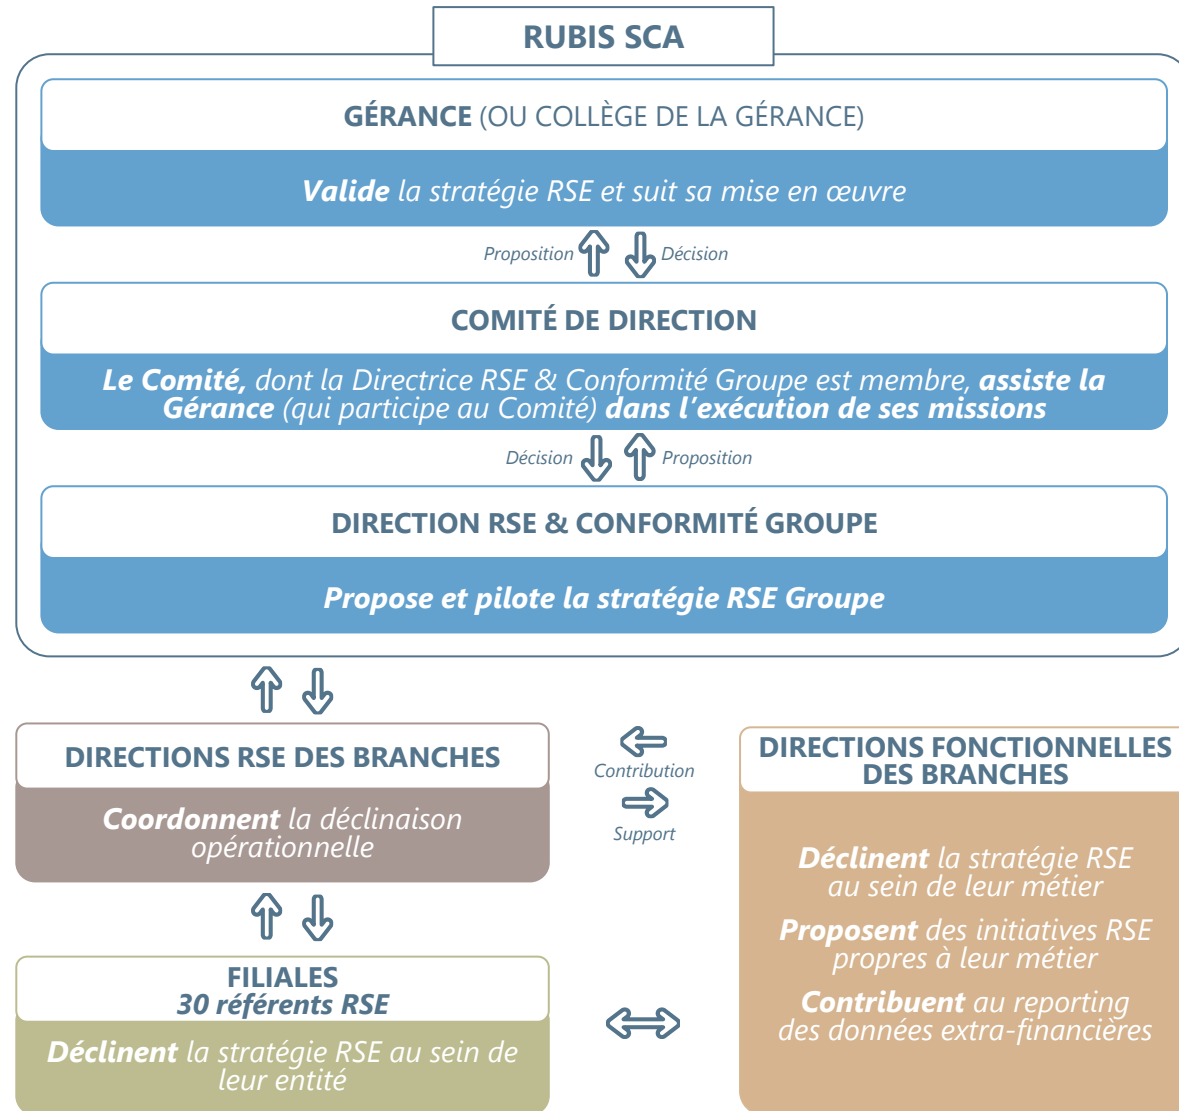 RUBIS SCA
GÉRANCE (OU COLLÈGE DE LA GÉRANCE)
Valide la stratégie RSE et suit sa mise en œuvre
Proposition
Décision
COMITÉ DE DIRECTION
Le Comité, dont la Directrice RSE & Conformité Groupe est membre, assiste la
Gérance (qui participe au Comité) dans l’exécution de ses missions
Décision
Proposition
DIRECTION RSE & CONFORMITÉ GROUPE
Propose et pilote la stratégie RSE Groupe
DIRECTIONS RSE DES BRANCHES
Coordonnent la déclinaison
opérationnelle
Contribution
Support
DIRECTIONS FONCTIONNELLES
DES BRANCHES
Déclinent la stratégie RSE
au sein de leur métier
Proposent des initiatives RSE
propres à leur métier
Contribuent au reporting
des données extra-financières
FILIALES
30 référents RSE
Déclinent la stratégie RSE au sein de
leur entité